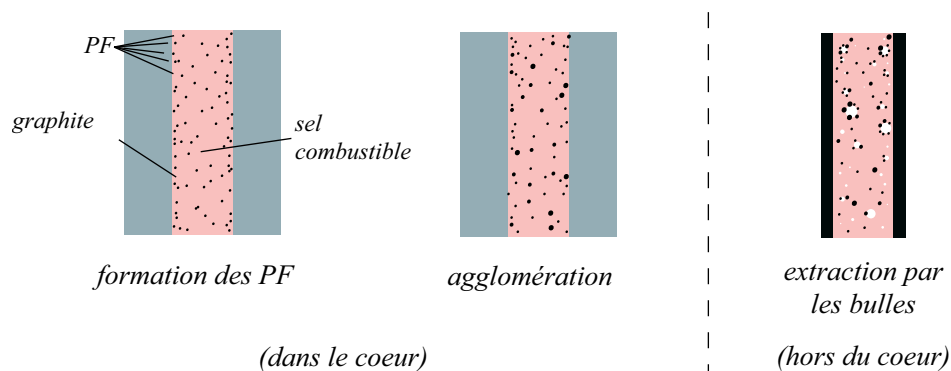 PF
graphite
sel
combustible
formation des PF
agglomération
extraction par
les bulles
(dans le coeur)
(hors du coeur)